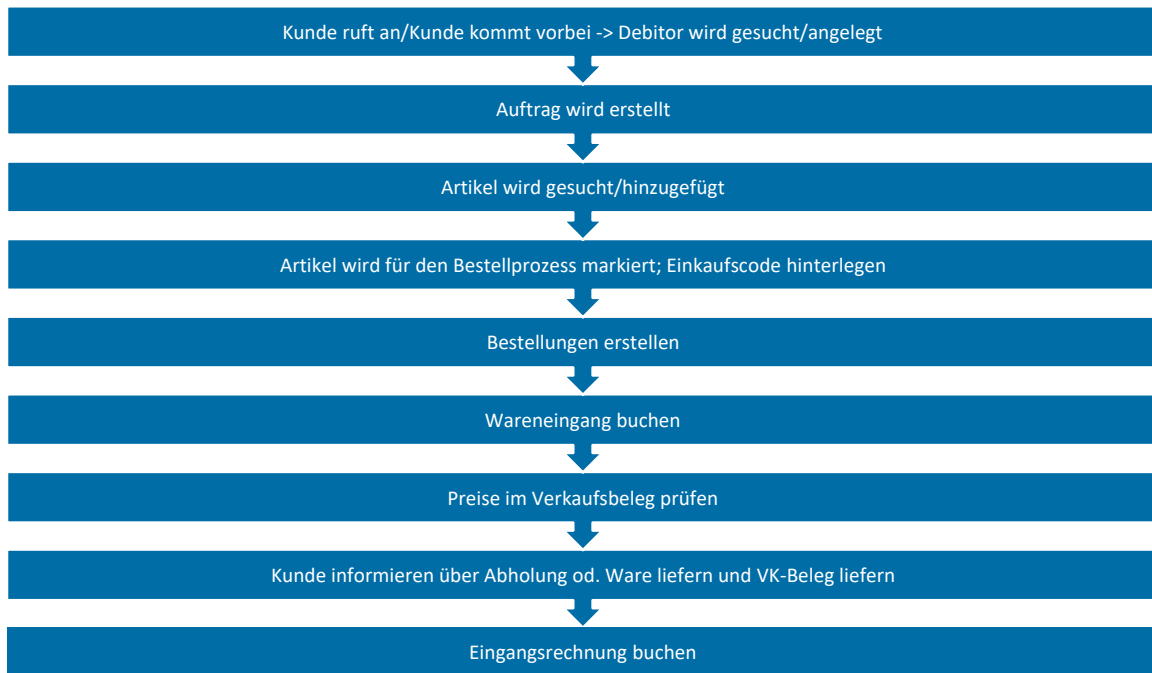 Kunde ruft an/Kunde kommt vorbei -> Debitor wird gesucht/angelegt
Auftrag wird erstellt
Artikel wird gesucht/hinzugefügt
Artikel wird für den Bestellprozess markiert; Einkaufscode hinterlegen
Bestellungen erstellen
Wareneingang buchen
Preise im Verkaufsbeleg prüfen
Kunde informieren über Abholung od. Ware liefern und VK-Beleg liefern
Eingangsrechnung buchen